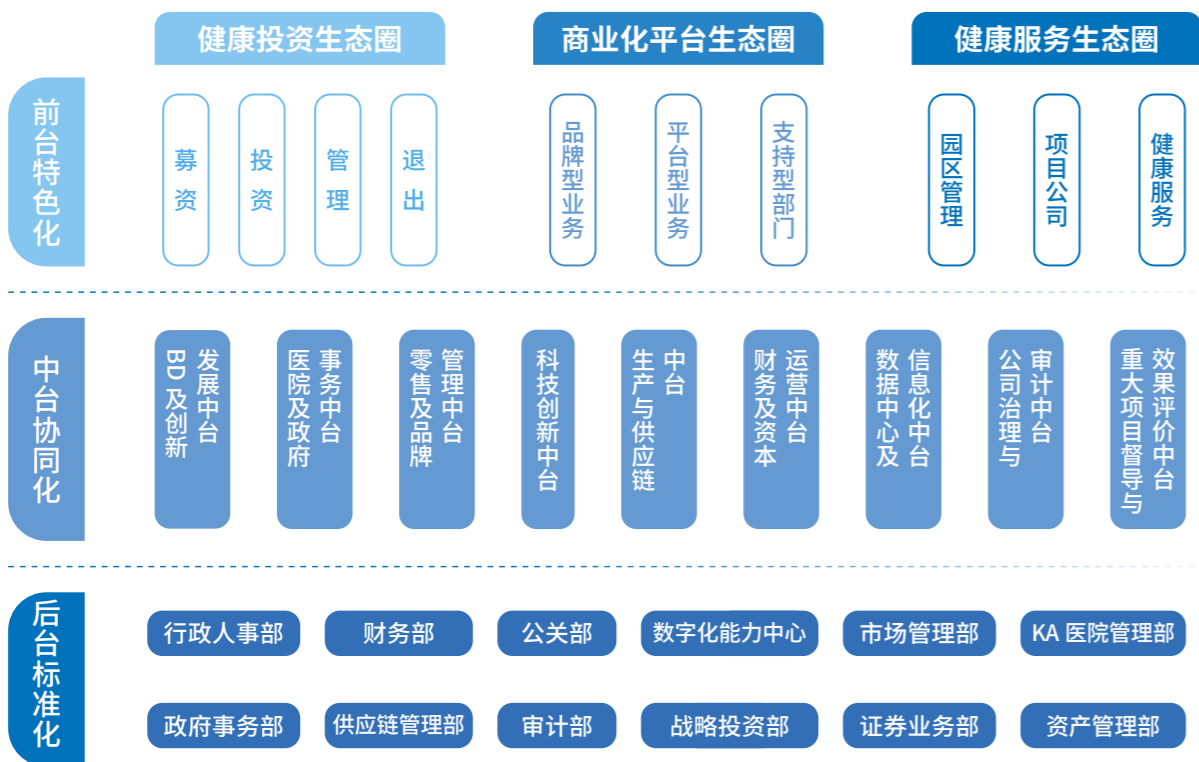 健康投资生态圈
商业化平台生态圈
健康服务生态圈
前台特色化
募资
投资
管理
退出
品牌型业务
平台型业务
支持型部门
园区管理
项目公司
健康服务
中台协同化
BD 及创新
发展中台
医院及政府
事务中台
零售及品牌
管理中台
科技创新中台
生产与供应链
中台
财务及资本
运营中台
数据中心及
信息化中台
公司治理与
审计中台
重大项目督导与
效果评价中台
后台标准化
行政人事部
财务部
公关部
数字化能力中心
市场管理部
KA 医院管理部
政府事务部
供应链管理部
审计部
战略投资部
证券业务部
资产管理部